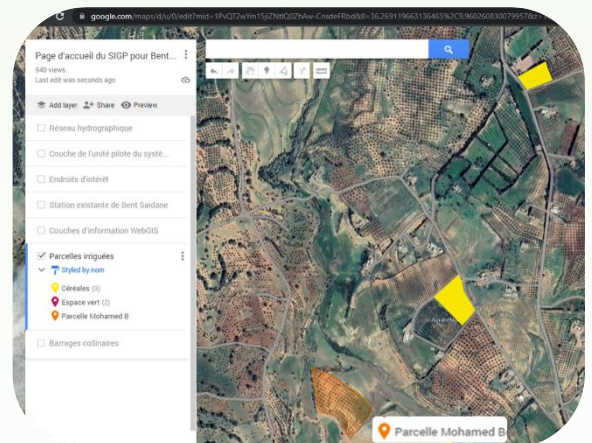 google.com/maps/d/u/0/edit?mid=1PvQT2wYm15jiZNtlQ0ZhAw-CnsdeFRbd&ll=36.269119663136465%2C9.960260830079957&z=
Page d'accueil du SIGP pour Bent...
940 views
Last edit was seconds ago
Add layer Share Preview
Réseau hydrographique
Couche de l'unité pilote du systè...
Endroits d'intérêt
Station existante de Bent Saidane
Couches d'information WebGIS
Parcelles irriguées
Styled by nom
Céréales (3)
Espace vert (2)
Parcelle Mohamed B
Barrages collinaires
Parcelle Mohamed B